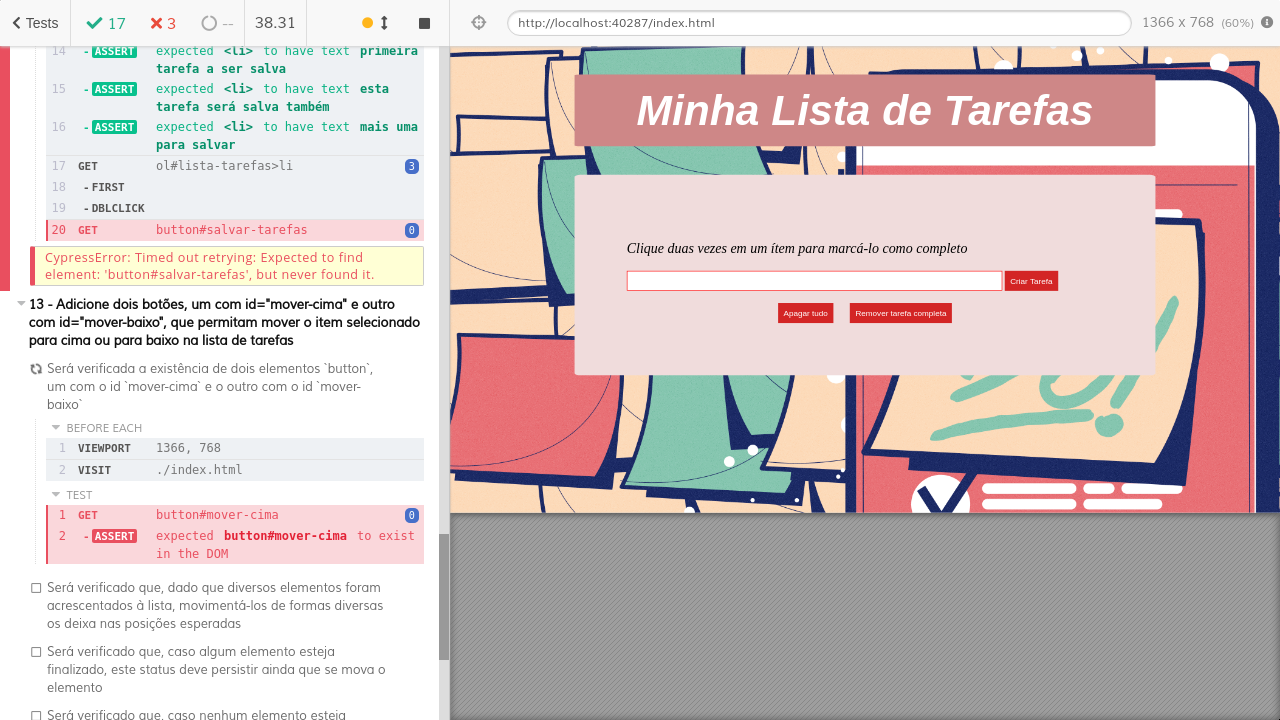 Tests
17
3
--
38.31
http://localhost:40287/index.html
1366 x 768 (60%)
14 - ASSERT expected <li> to have text primeira
tarefa a ser salva
15 - ASSERT expected <li> to have text esta
tarefa será salva também
16 - ASSERT expected <li> to have text mais uma
para salvar
17 GET ol#lista-tarefas>li 3
18 - FIRST
19 - DBLCLICK
20 GET button#salvar-tarefas 0
CypressError: Timed out retrying: Expected to find
element: 'button#salvar-tarefas', but never found it.
13 - Adicione dois botões, um com id="mover-cima" e outro
com id="mover-baixo", que permitam mover o item selecionado
para cima ou para baixo na lista de tarefas
Será verificada a existência de dois elementos `button`,
um com o id `mover-cima` e o outro com o id `mover-
baixo`
BEFORE EACH
1 VIEWPORT 1366, 768
2 VISIT ./index.html
TEST
1 GET button#mover-cima 0
2 - ASSERT expected button#mover-cima to exist
in the DOM
Será verificado que, dado que diversos elementos foram
acrescentados à lista, movimentá-los de formas diversas
os deixa nas posições esperadas
Será verificado que, caso algum elemento esteja
finalizado, este status deve persistir ainda que se mova o
elemento
Será verificado que, caso nenhum elemento esteja
Minha Lista de Tarefas
Clique duas vezes em um ítem para marcá-lo como completo
Criar Tarefa
Apagar tudo
Remover tarefa completa